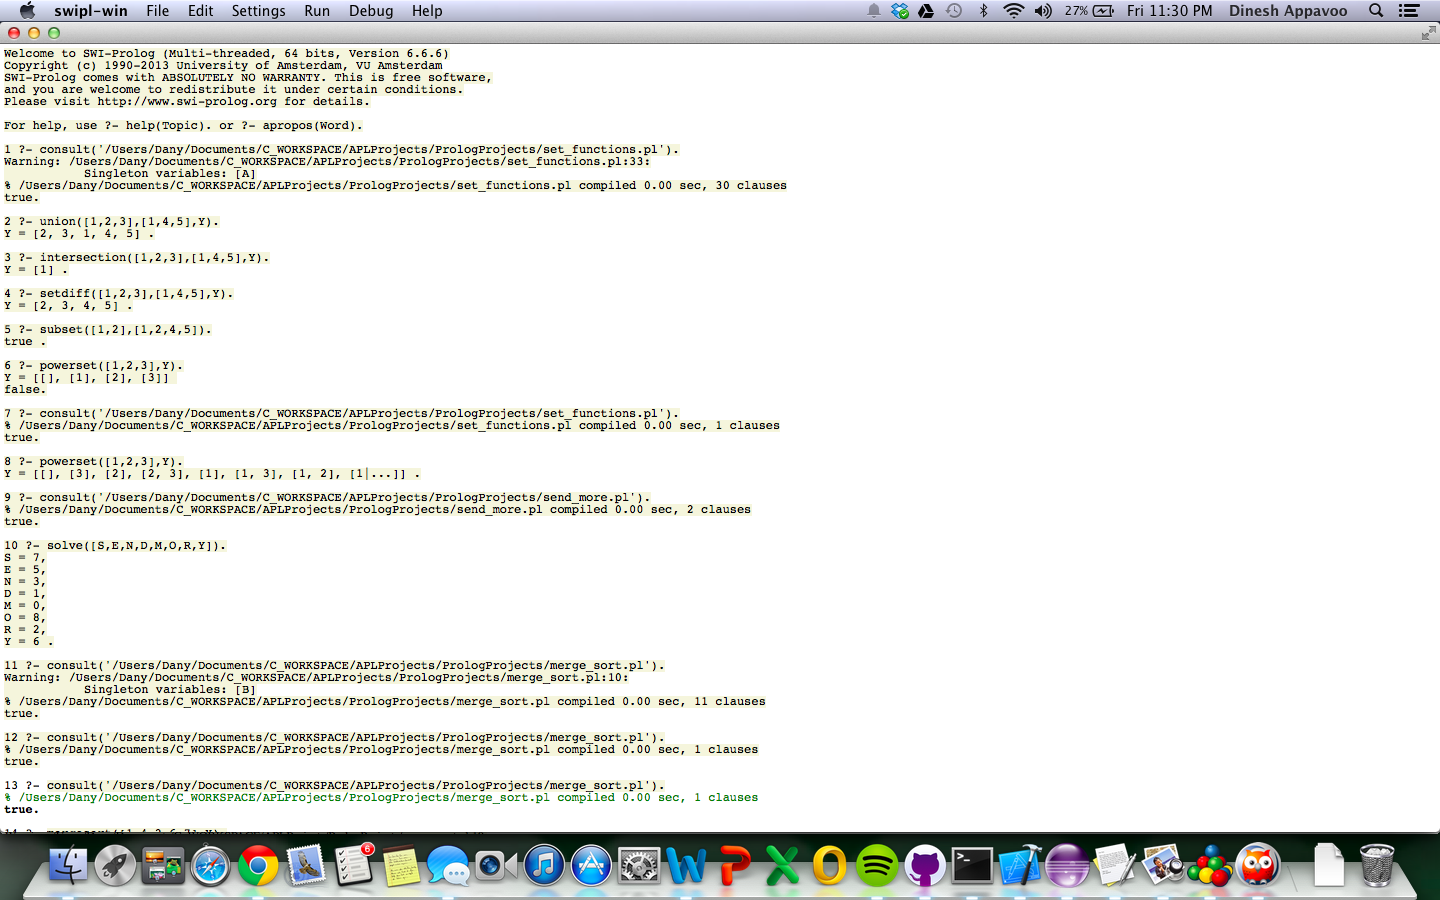 swipl-win File Edit Settings Run Debug Help 27% Fri 11:30 PM Dinesh Appavoo
Welcome to SWI-Prolog (Multi-threaded, 64 bits, Version 6.6.6)
Copyright (c) 1990-2013 University of Amsterdam, VU Amsterdam
SWI-Prolog comes with ABSOLUTELY NO WARRANTY. This is free software,
and you are welcome to redistribute it under certain conditions.
Please visit http://www.swi-prolog.org for details.
For help, use ?- help(Topic). or ?- apropos(Word).
1 ?- consult('/Users/Dany/Documents/C_WORKSPACE/APLProjects/PrologProjects/set_functions.pl').
Warning: /Users/Dany/Documents/C_WORKSPACE/APLProjects/PrologProjects/set_functions.pl:33:
Singleton variables: [A]
% /Users/Dany/Documents/C_WORKSPACE/APLProjects/PrologProjects/set_functions.pl compiled 0.00 sec, 30 clauses
true.
2 ?- union([1,2,3],[1,4,5],Y).
Y = [2, 3, 1, 4, 5] .
3 ?- intersection([1,2,3],[1,4,5],Y).
Y = [1] .
4 ?- setdiff([1,2,3],[1,4,5],Y).
Y = [2, 3, 4, 5] .
5 ?- subset([1,2],[1,2,4,5]).
true .
6 ?- powerset([1,2,3],Y).
Y = [[], [1], [2], [3]]
false.
7 ?- consult('/Users/Dany/Documents/C_WORKSPACE/APLProjects/PrologProjects/set_functions.pl').
% /Users/Dany/Documents/C_WORKSPACE/APLProjects/PrologProjects/set_functions.pl compiled 0.00 sec, 1 clauses
true.
8 ?- powerset([1,2,3],Y).
Y = [[], [3], [2], [2, 3], [1], [1, 3], [1, 2], [1|...]] .
9 ?- consult('/Users/Dany/Documents/C_WORKSPACE/APLProjects/PrologProjects/send_more.pl').
% /Users/Dany/Documents/C_WORKSPACE/APLProjects/PrologProjects/send_more.pl compiled 0.00 sec, 2 clauses
true.
10 ?- solve([S,E,N,D,M,O,R,Y]).
S = 7,
E = 5,
N = 3,
D = 1,
M = 0,
O = 8,
R = 2,
Y = 6 .
11 ?- consult('/Users/Dany/Documents/C_WORKSPACE/APLProjects/PrologProjects/merge_sort.pl').
Warning: /Users/Dany/Documents/C_WORKSPACE/APLProjects/PrologProjects/merge_sort.pl:10:
Singleton variables: [B]
% /Users/Dany/Documents/C_WORKSPACE/APLProjects/PrologProjects/merge_sort.pl compiled 0.00 sec, 11 clauses
true.
12 ?- consult('/Users/Dany/Documents/C_WORKSPACE/APLProjects/PrologProjects/merge_sort.pl').
% /Users/Dany/Documents/C_WORKSPACE/APLProjects/PrologProjects/merge_sort.pl compiled 0.00 sec, 1 clauses
true.
13 ?- consult('/Users/Dany/Documents/C_WORKSPACE/APLProjects/PrologProjects/merge_sort.pl').
% /Users/Dany/Documents/C_WORKSPACE/APLProjects/PrologProjects/merge_sort.pl compiled 0.00 sec, 1 clauses
true.
6